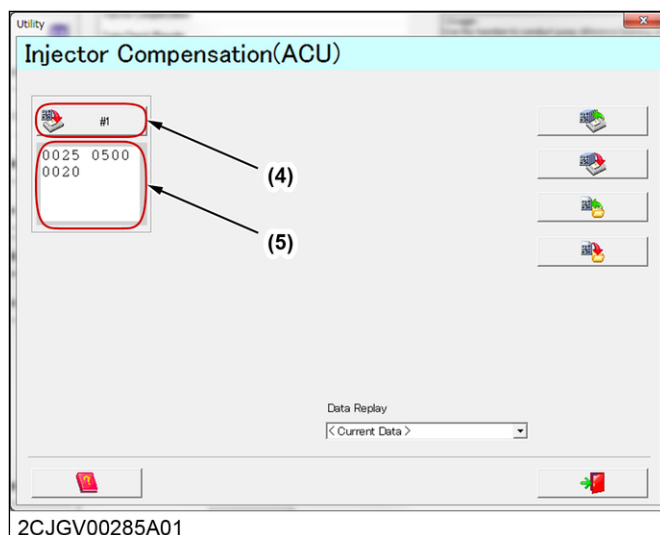 Utility
Injector Compensation(ACU)
#1
0025 0500
0020
(4)
(5)
Data Replay
< Current Data >
2CJGV00285A01